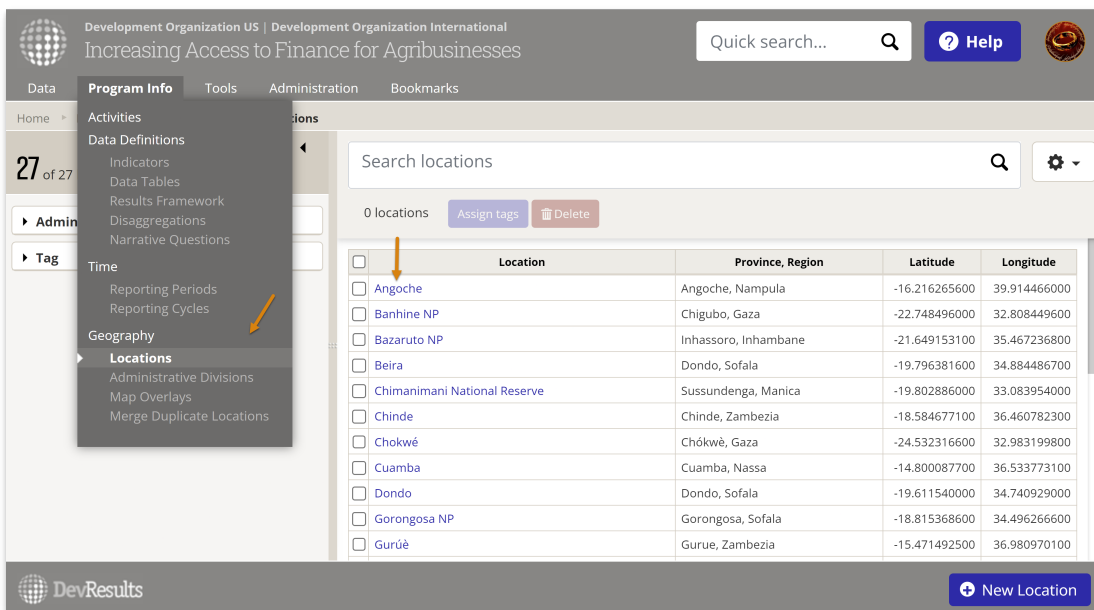 Development Organization US | Development Organization International
Increasing Access to Finance for Agribusinesses
Quick search...
Help
Data Program Info Tools Administration Bookmarks
Home
Activities
Data Definitions
Indicators
Data Tables
Results Framework
Disaggregations
Narrative Questions
Time
Reporting Periods
Reporting Cycles
Geography
Locations
Administrative Divisions
Map Overlays
Merge Duplicate Locations
27 of 27
Tag
Search locations
0 locations Assign tags Delete
Location Province, Region Latitude Longitude
Angoche Angoche, Nampula -16.216265600 39.914466000
Banhine NP Chigubo, Gaza -22.748496000 32.808449600
Bazaruto NP Inhassoro, Inhambane -21.649153100 35.467236800
Beira Dondo, Sofala -19.796381600 34.884486700
Chimanimani National Reserve Sussundenga, Manica -19.802886000 33.083954000
Chinde Chinde, Zambezia -18.584677100 36.460782300
Chokwé Chókwè, Gaza -24.532316600 32.983199800
Cuamba Cuamba, Nassa -14.800087700 36.533773100
Dondo Dondo, Sofala -19.611540000 34.740929000
Gorongosa NP Gorongosa, Sofala -18.815368600 34.496266600
Gurúè Gurue, Zambezia -15.471492500 36.980970100
DevResults
New Location